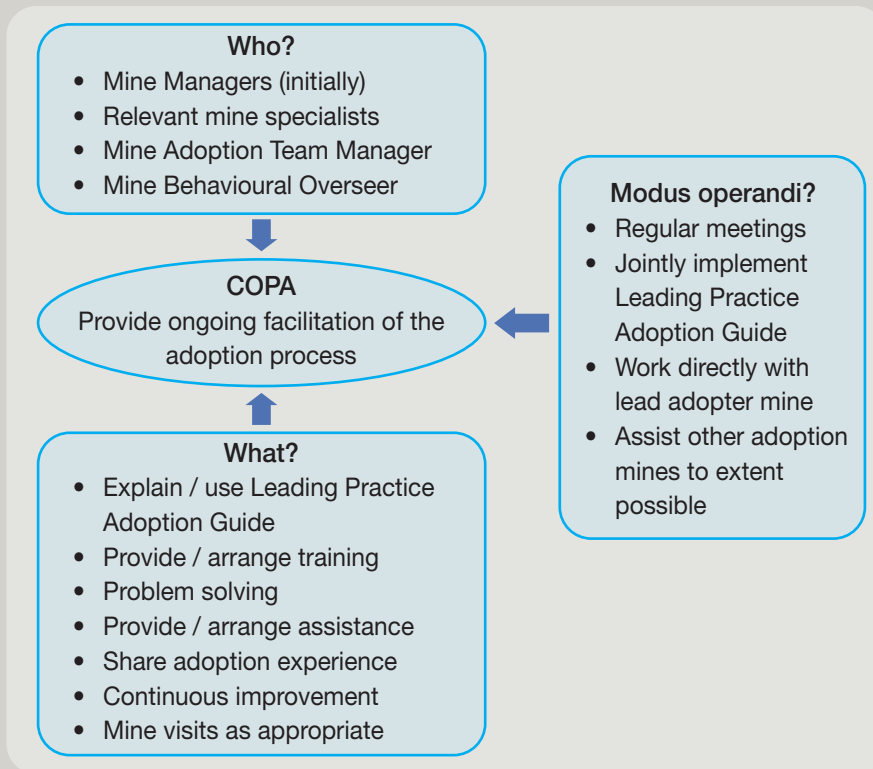 Who?
• Mine Managers (initially)
• Relevant mine specialists
• Mine Adoption Team Manager
• Mine Behavioural Overseer
COPA
Provide ongoing facilitation of the
adoption process
What?
• Explain / use Leading Practice
Adoption Guide
• Provide / arrange training
• Problem solving
• Provide / arrange assistance
• Share adoption experience
• Continuous improvement
• Mine visits as appropriate
Modus operandi?
• Regular meetings
• Jointly implement
Leading Practice
Adoption Guide
• Work directly with
lead adopter mine
• Assist other adoption
mines to extent
possible